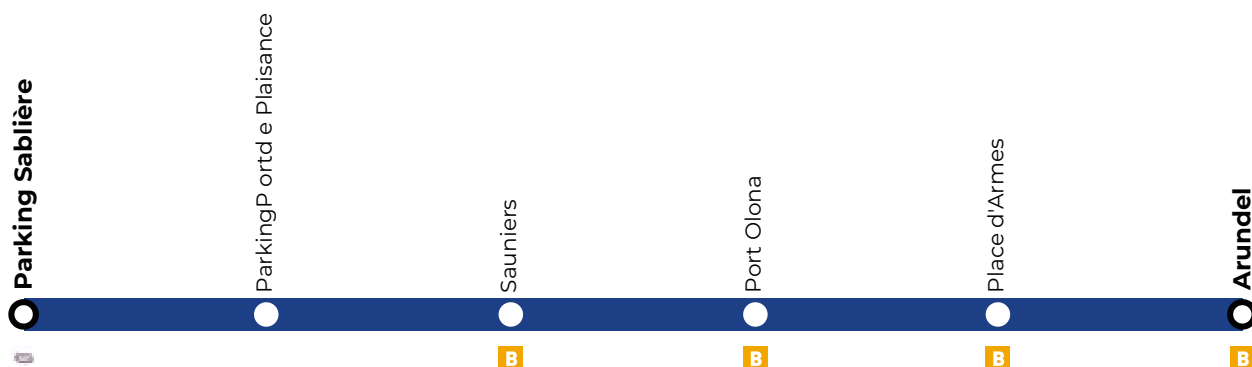 Parking Sablière
ParkingP ortd e Plaisance
Sauniers
Port Olona
Place d'Armes
Arundel
B
B
B
B